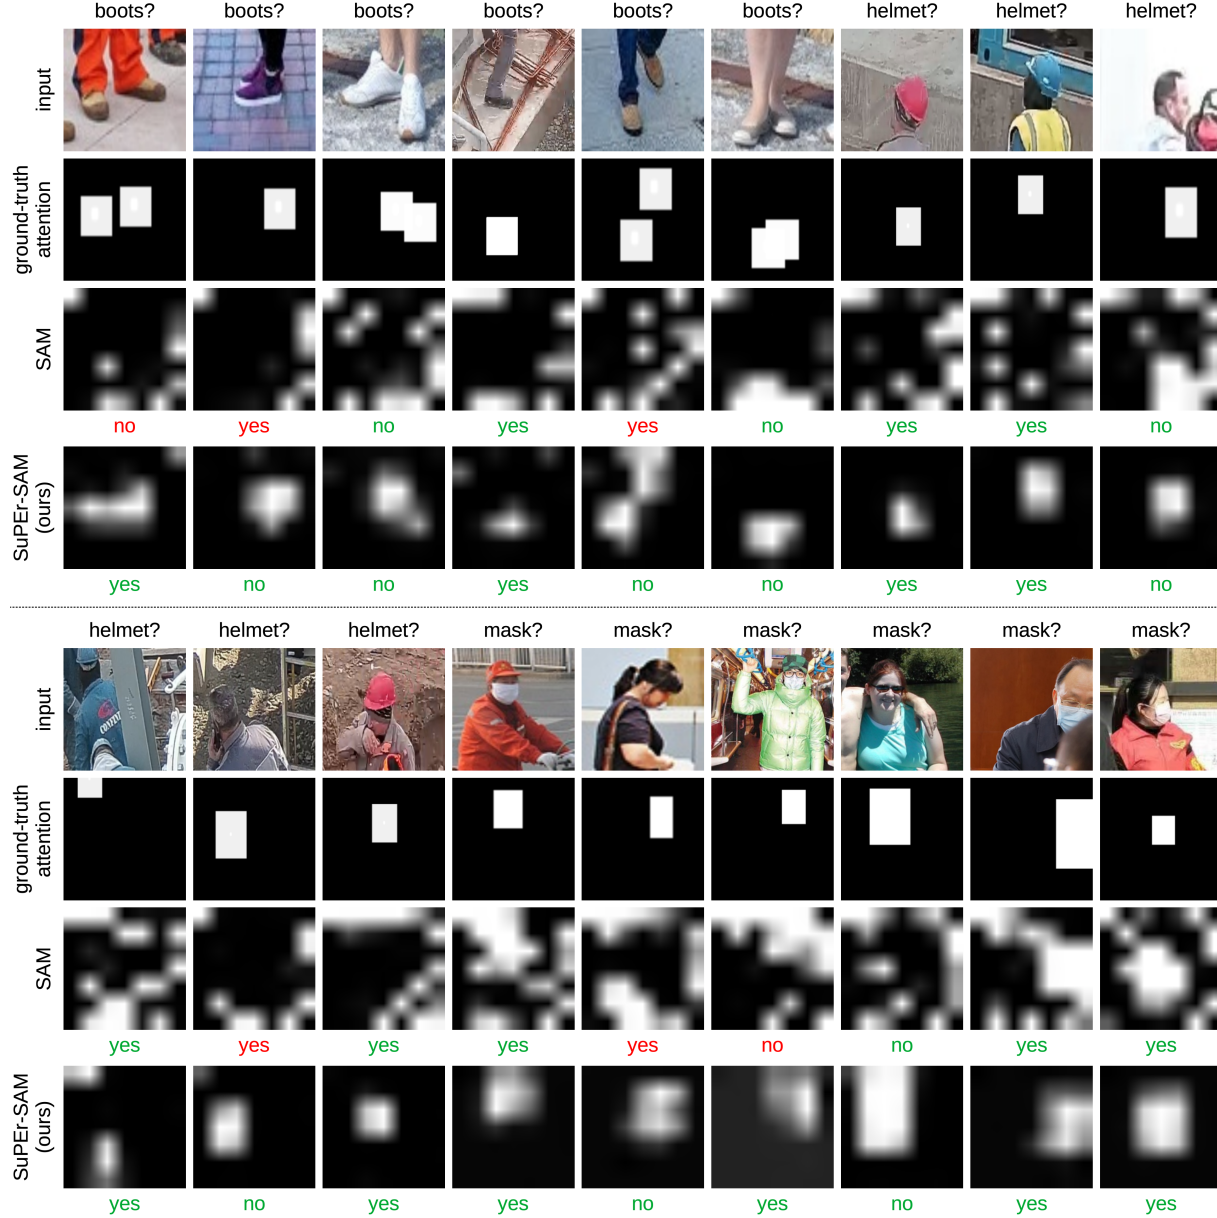 boots? boots? boots? boots? boots? boots? helmet? helmet? helmet?
input
ground-truth
attention
SAM
no yes no yes yes no yes yes no
SuPEr-SAM
(ours)
yes no no yes no no yes yes no
helmet? helmet? helmet? mask? mask? mask? mask? mask? mask?
input
ground-truth
attention
SAM
yes yes yes yes yes no no yes yes
SuPEr-SAM
(ours)
yes no yes yes no yes no yes yes